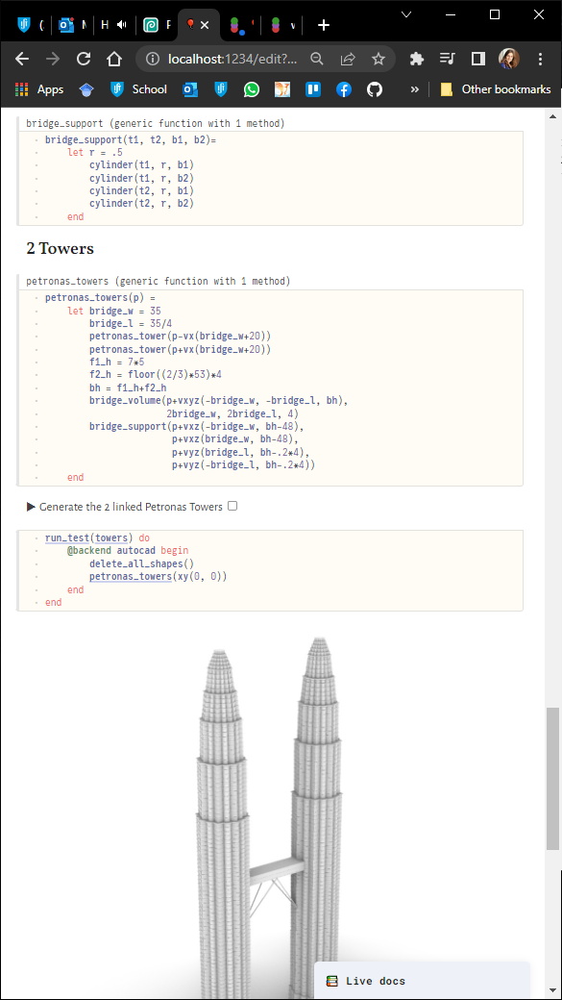 (
M
H
F
localhost:1234/edit?...
Apps
School
»
Other bookmarks
bridge_support (generic function with 1 method)
bridge_support(t1, t2, b1, b2)=
let r = .5
cylinder(t1, r, b1)
cylinder(t1, r, b2)
cylinder(t2, r, b1)
cylinder(t2, r, b2)
end
2 Towers
petronas_towers (generic function with 1 method)
petronas_towers(p) =
let bridge_w = 35
bridge_l = 35/4
petronas_tower(p-vx(bridge_w+20))
petronas_tower(p+vx(bridge_w+20))
f1_h = 7*5
f2_h = floor((2/3)*53)*4
bh = f1_h+f2_h
bridge_volume(p+vxyz(-bridge_w, -bridge_l, bh),
2bridge_w, 2bridge_l, 4)
bridge_support(p+vxz(-bridge_w, bh-48),
p+vxz(bridge_w, bh-48),
p+vyz(bridge_l, bh-.2*4),
p+vyz(-bridge_l, bh-.2*4))
end
▶ Generate the 2 linked Petronas Towers
run_test(towers) do
@backend autocad begin
delete_all_shapes()
petronas_towers(xy(0, 0))
end
end
Live docs